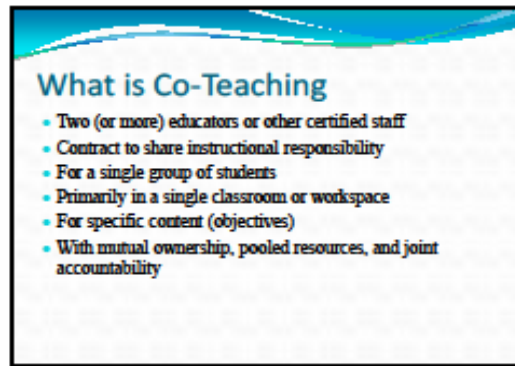 What is Co-Teaching
• Two (or more) educators or other certified staff
• Contract to share instructional responsibility
• For a single group of students
• Primarily in a single classroom or workspace
• For specific content (objectives)
• With mutual ownership, pooled resources, and joint
accountability